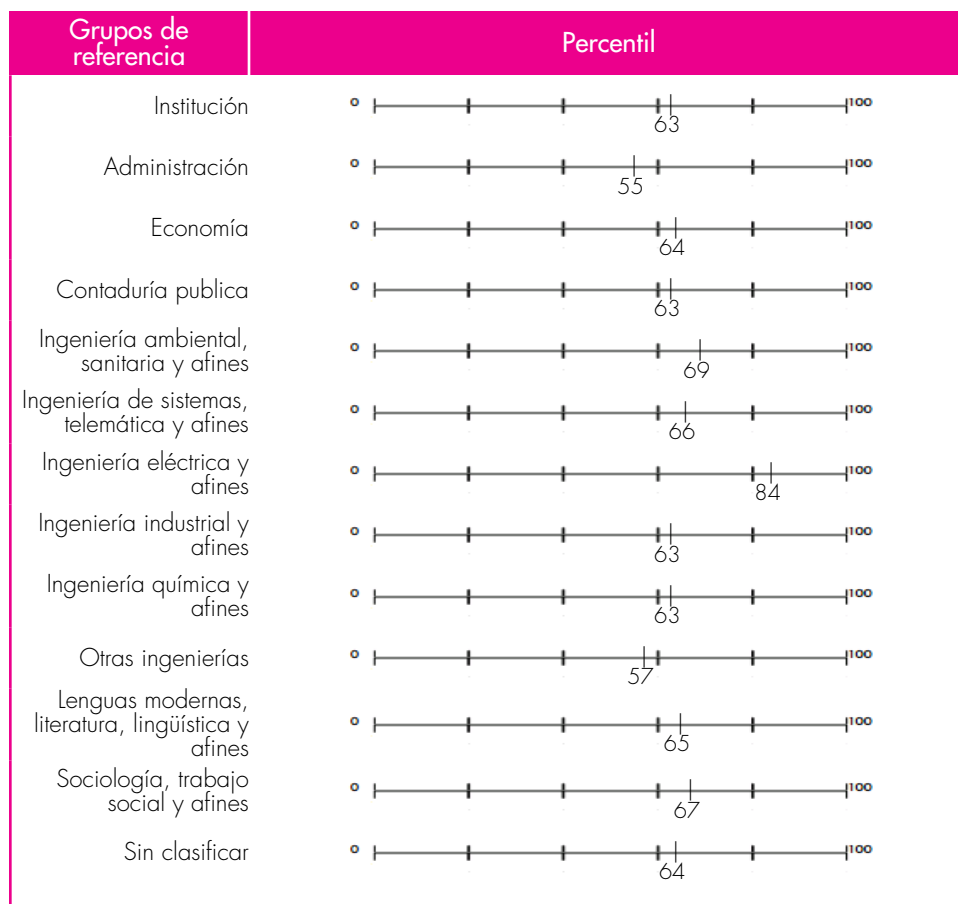 Grupos de
referencia
Percentil
Institución
0 100
63
Administración
0 100
55
Economía
0 100
64
Contaduría publica
0 100
63
Ingeniería ambiental,
sanitaria y afines
0 100
69
Ingeniería de sistemas,
telemática y afines
0 100
66
Ingeniería eléctrica y
afines
0 100
84
Ingeniería industrial y
afines
0 100
63
Ingeniería química y
afines
0 100
63
Otras ingenierías
0 100
57
Lenguas modernas,
literatura, lingüística y
afines
0 100
65
Sociología, trabajo
social y afines
0 100
67
Sin clasificar
0 100
64